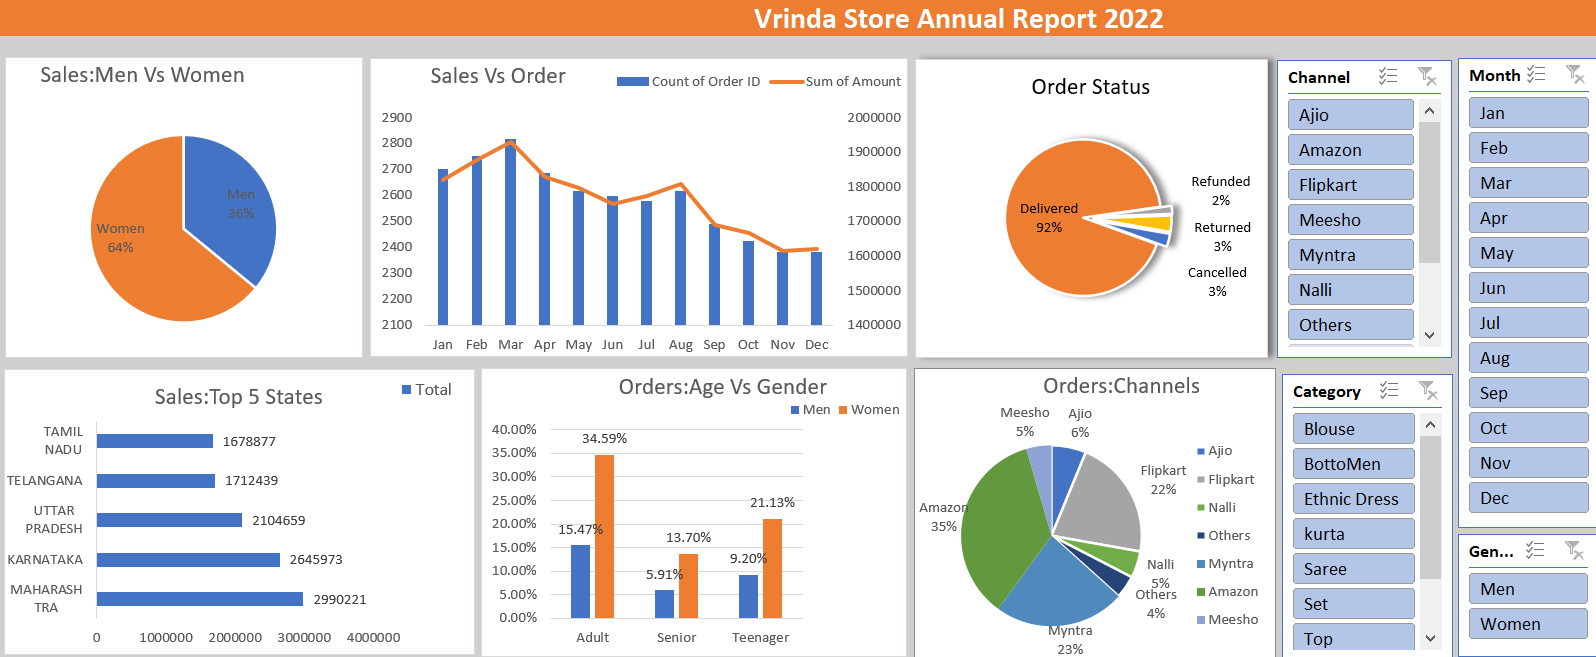 Vrinda Store Annual Report 2022
Sales:Men Vs Women
Men
36%
Women
64%
Sales Vs Order
Count of Order ID
Sum of Amount
2900
2800
2700
2600
2500
2400
2300
2200
2100
2000000
1900000
1800000
1700000
1600000
1500000
1400000
Jan Feb Mar Apr May Jun Jul Aug Sep Oct Nov Dec
Order Status
Delivered
92%
Refunded
2%
Returned
3%
Cancelled
3%
Channel
Ajio
Amazon
Flipkart
Meesho
Myntra
Nalli
Others
Month
Jan
Feb
Mar
Apr
May
Jun
Jul
Aug
Sep
Oct
Nov
Dec
Sales:Top 5 States
Total
TAMIL
NADU
1678877
TELANGANA
1712439
UTTAR
PRADESH
2104659
KARNATAKA
2645973
MAHARASH
TRA
2990221
0 1000000 2000000 3000000 4000000
Orders:Age Vs Gender
Men Women
40.00%
35.00%
30.00%
25.00%
20.00%
15.00%
10.00%
5.00%
0.00%
15.47%
34.59%
5.91%
13.70%
9.20%
21.13%
Adult Senior Teenager
Orders:Channels
Meesho
5%
Ajio
6%
Flipkart
22%
Amazon
35%
Nalli
5%
Others
4%
Myntra
23%
Ajio
Flipkart
Nalli
Others
Myntra
Amazon
Meesho
Category
Blouse
BottoMen
Ethnic Dress
kurta
Saree
Set
Top
Gen...
Men
Women